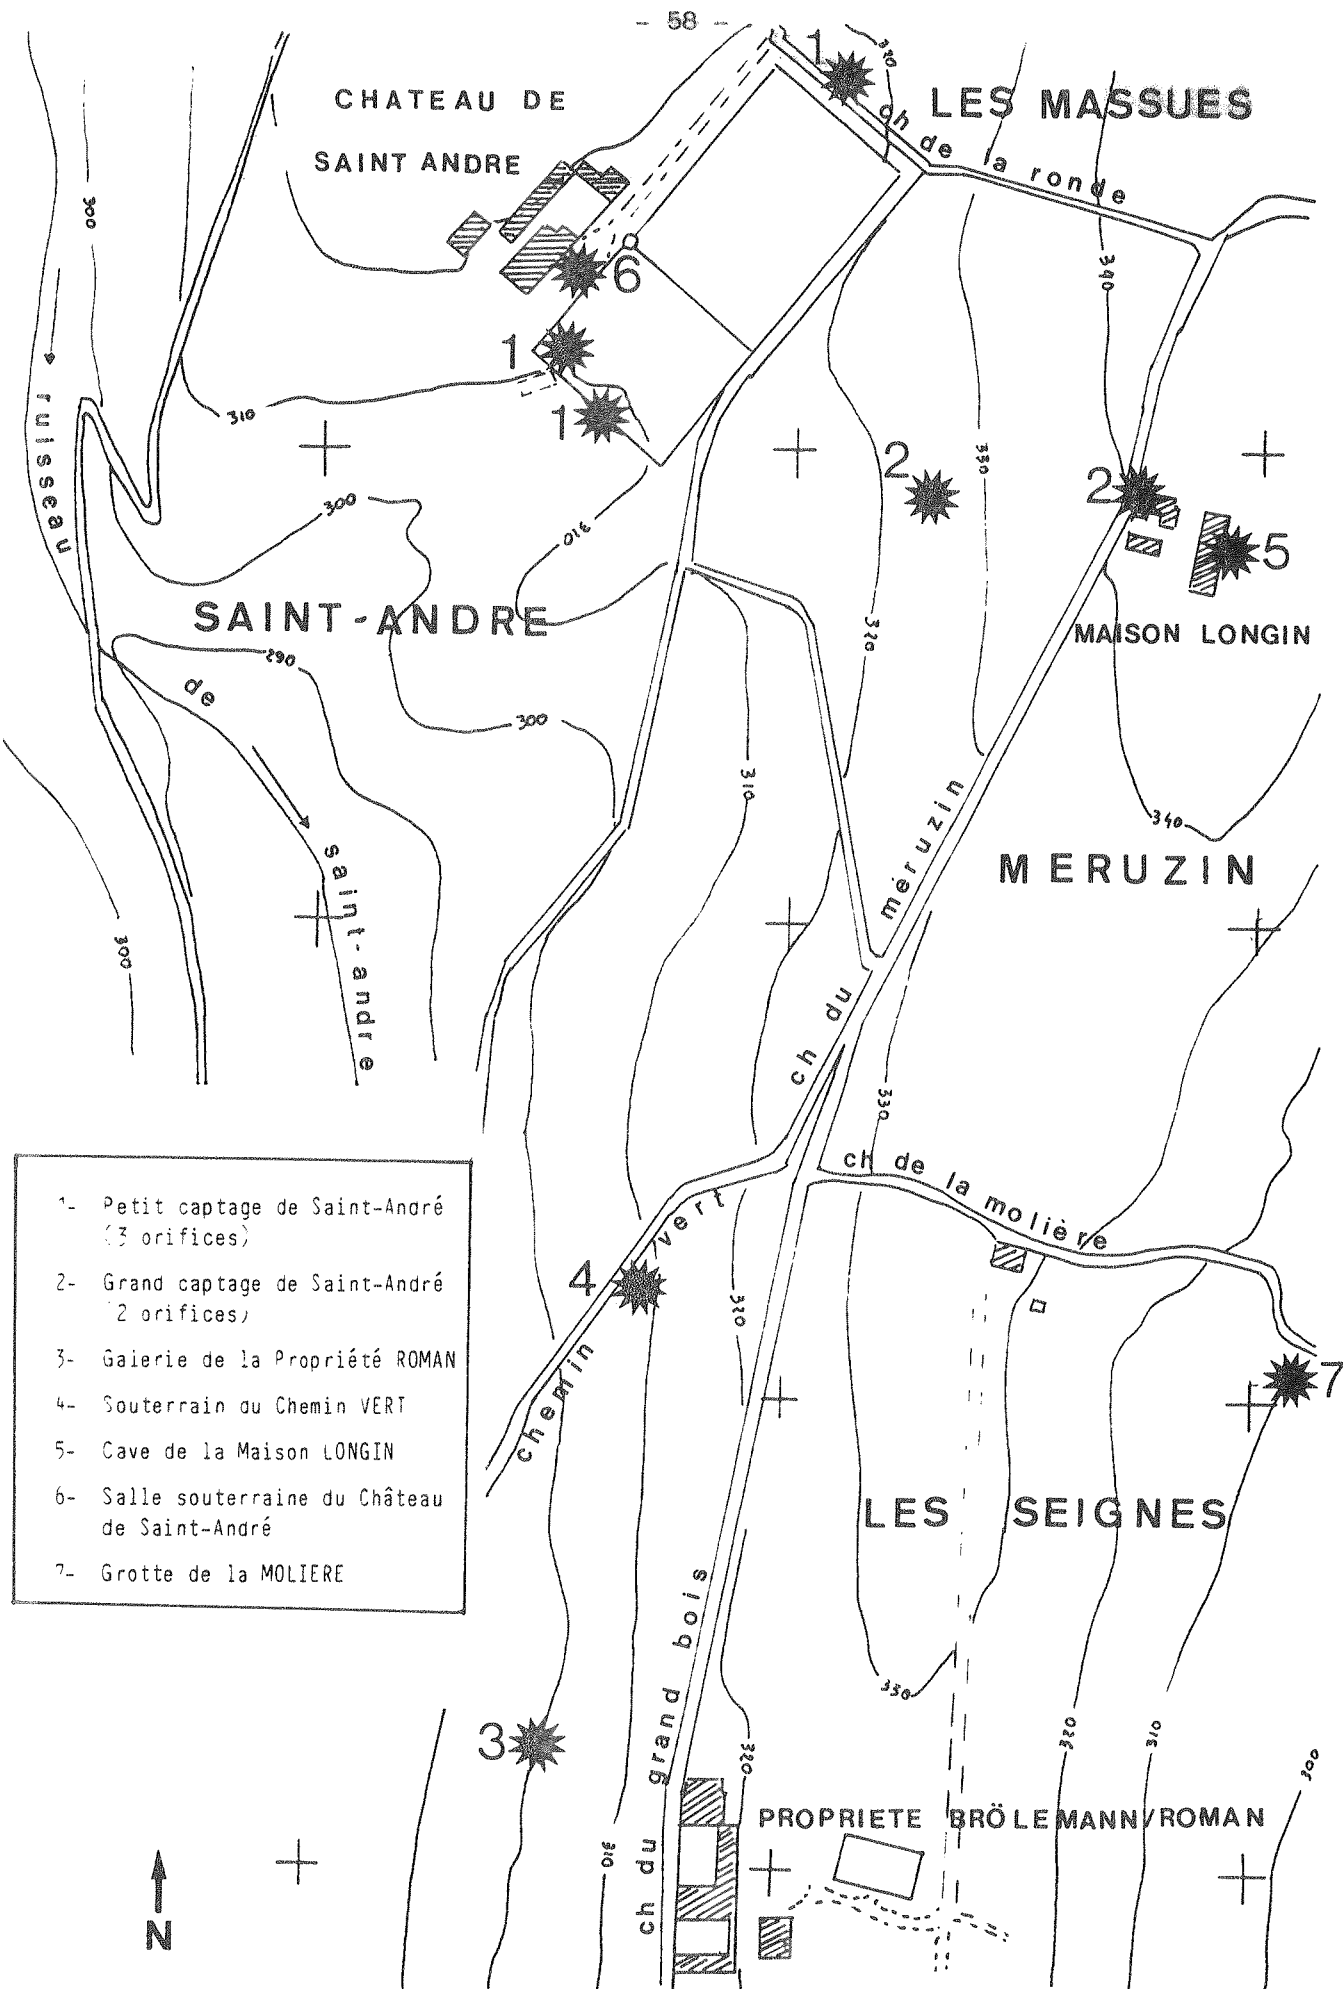 - 58 -
CHATEAU DE
SAINT ANDRE
LES MASSUES
1
320
ch de la ronde
300
6
340
1
310
1
ruisseau
2
330
2
5
300
310
SAINT-ANDRE
320
MAISON LONGIN
290
de
300
310
méruzin
340
MERUZIN
saint-andre
300
ch du
330
ch de la molière
vert
4
320
chemin
7
1- Petit captage de Saint-André
(3 orifices)
2- Grand captage de Saint-André
(2 orifices)
3- Galerie de la Propriété ROMAN
4- Souterrain du Chemin VERT
5- Cave de la Maison LONGIN
6- Salle souterraine du Château
de Saint-André
7- Grotte de la MOLIERE
LES SEIGNES
grand bois
330
3
320
320
310
300
PROPRIETE BRÖLEMANN/ROMAN
310
ch du
N